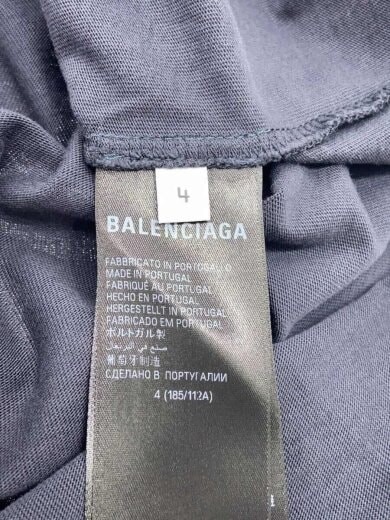 4
BALENCIAGA
FABBRICATO IN PORTOGALLO
MADE IN PORTUGAL
FABRIQUÉ AU PORTUGAL
HECHO EN PORTUGAL
HERGESTELLT IN PORTUGAL
FABRICADO EM PORTUGAL
ポルトガル製
صنع في البرتغال
葡萄牙制造
СДЕЛАНО В ПОРТУГАЛИИ
4 (185/112A)